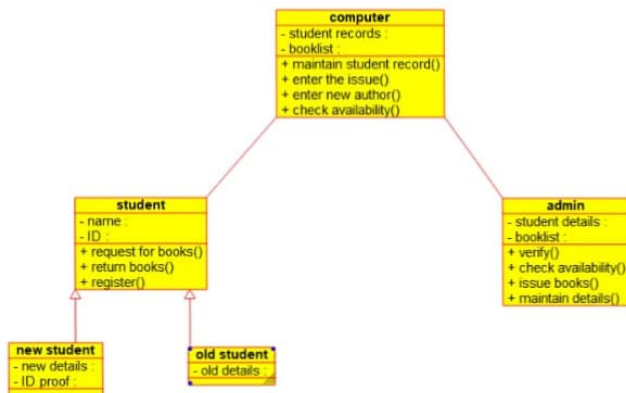 computer
- student records :
- booklist :
+ maintain student record()
+ enter the issue()
+ enter new author()
+ check availability()
student
- name :
- ID :
+ request for books()
+ return books()
+ register()
admin
- student details :
- booklist :
+ verify()
+ check availability()
+ issue books()
+ maintain details()
new student
- new details :
- ID proof :
old student
- old details :